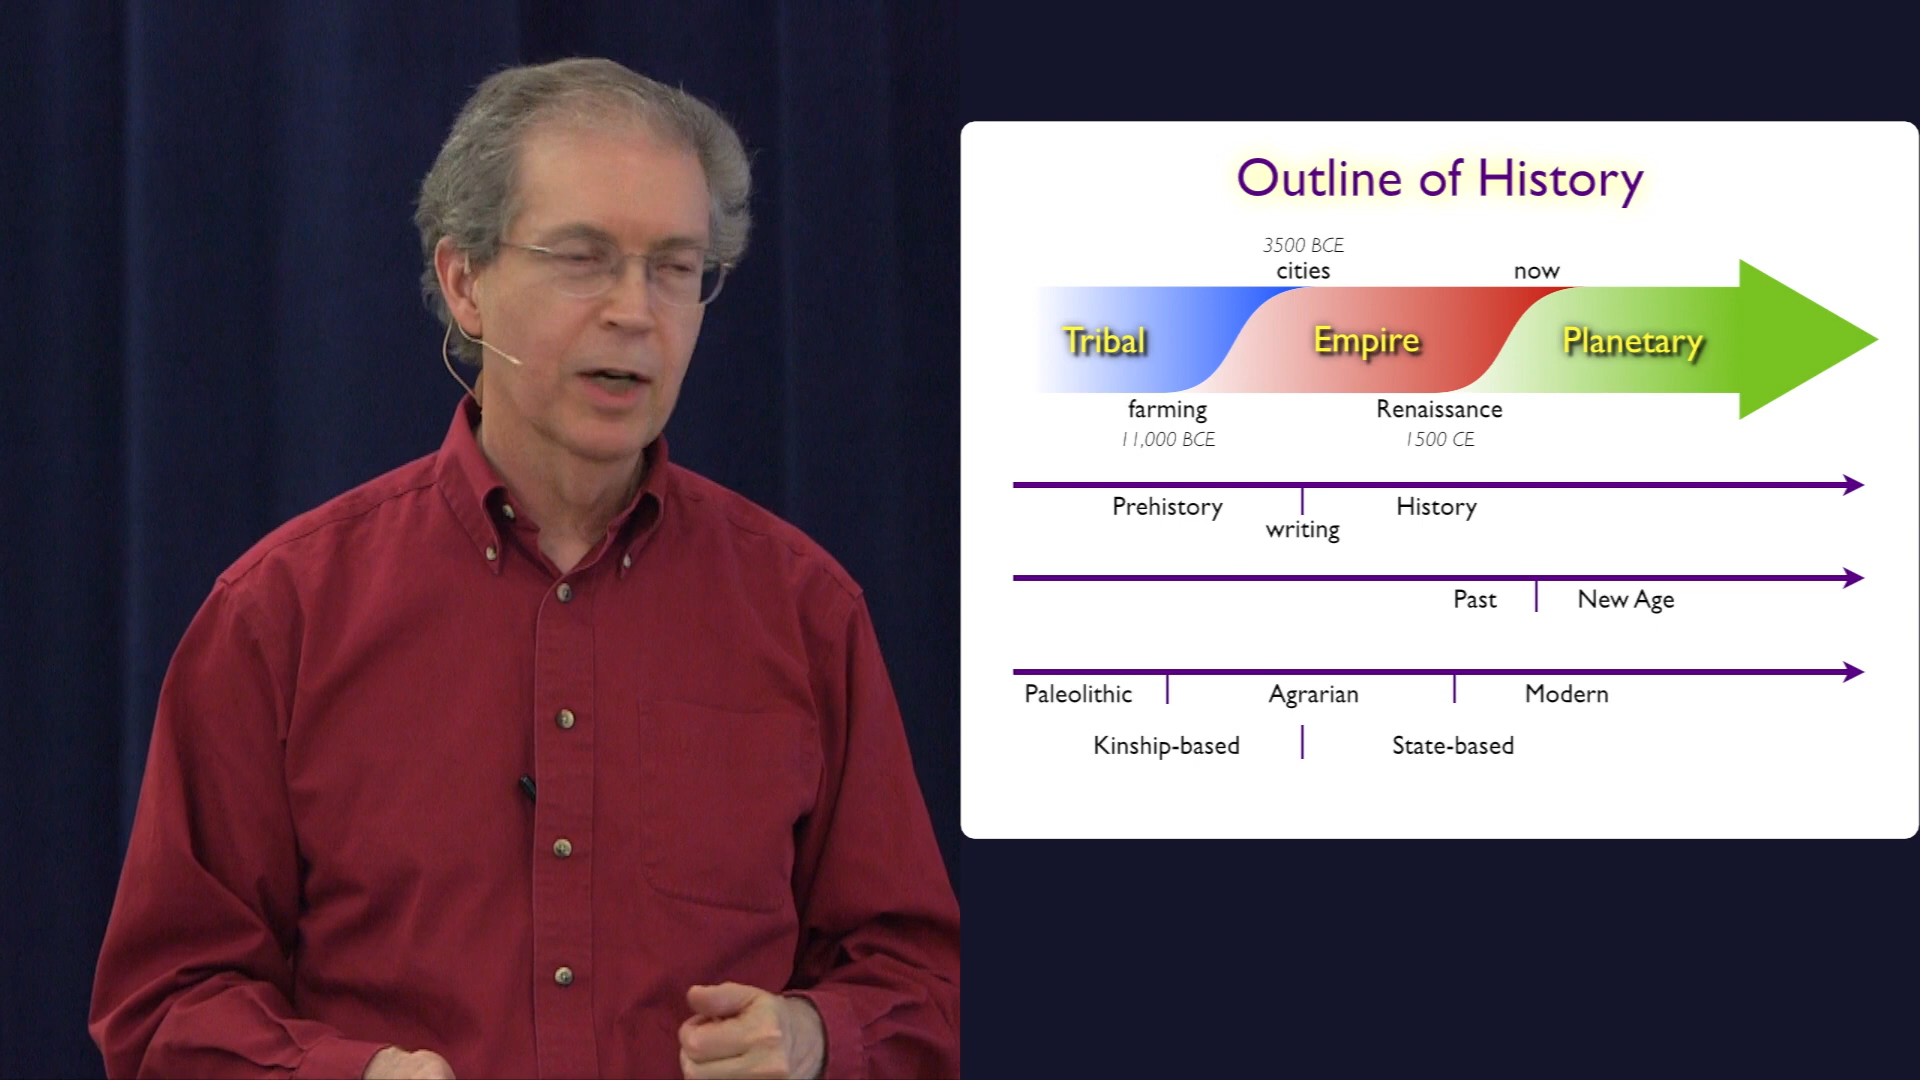 Outline of History
3500 BCE
cities
now
Tribal
Empire
Planetary
farming
Renaissance
11,000 BCE
1500 CE
Prehistory
History
writing
Past
New Age
Paleolithic
Agrarian
Modern
Kinship-based
State-based